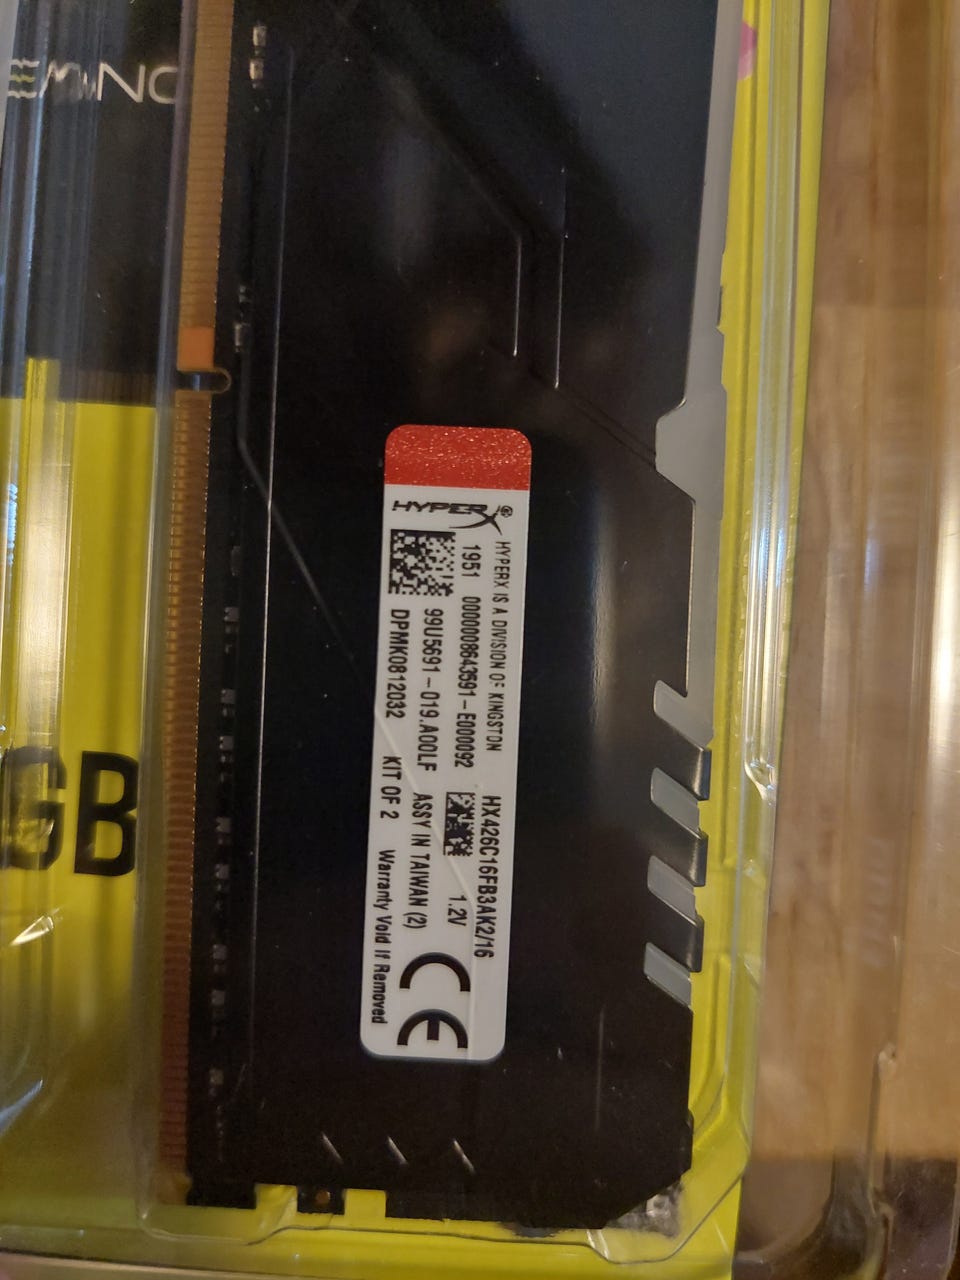 HYPERX®
HYPERX IS A DIVISION OF KINGSTON
HX426C16FB3AK2/16
1951 0000008643591-E000092
1.2V
99U5691-019.A00LF ASSY IN TAIWAN (2)
DPMK0812032 KIT OF 2 Warranty Void If Removed
CE
GB